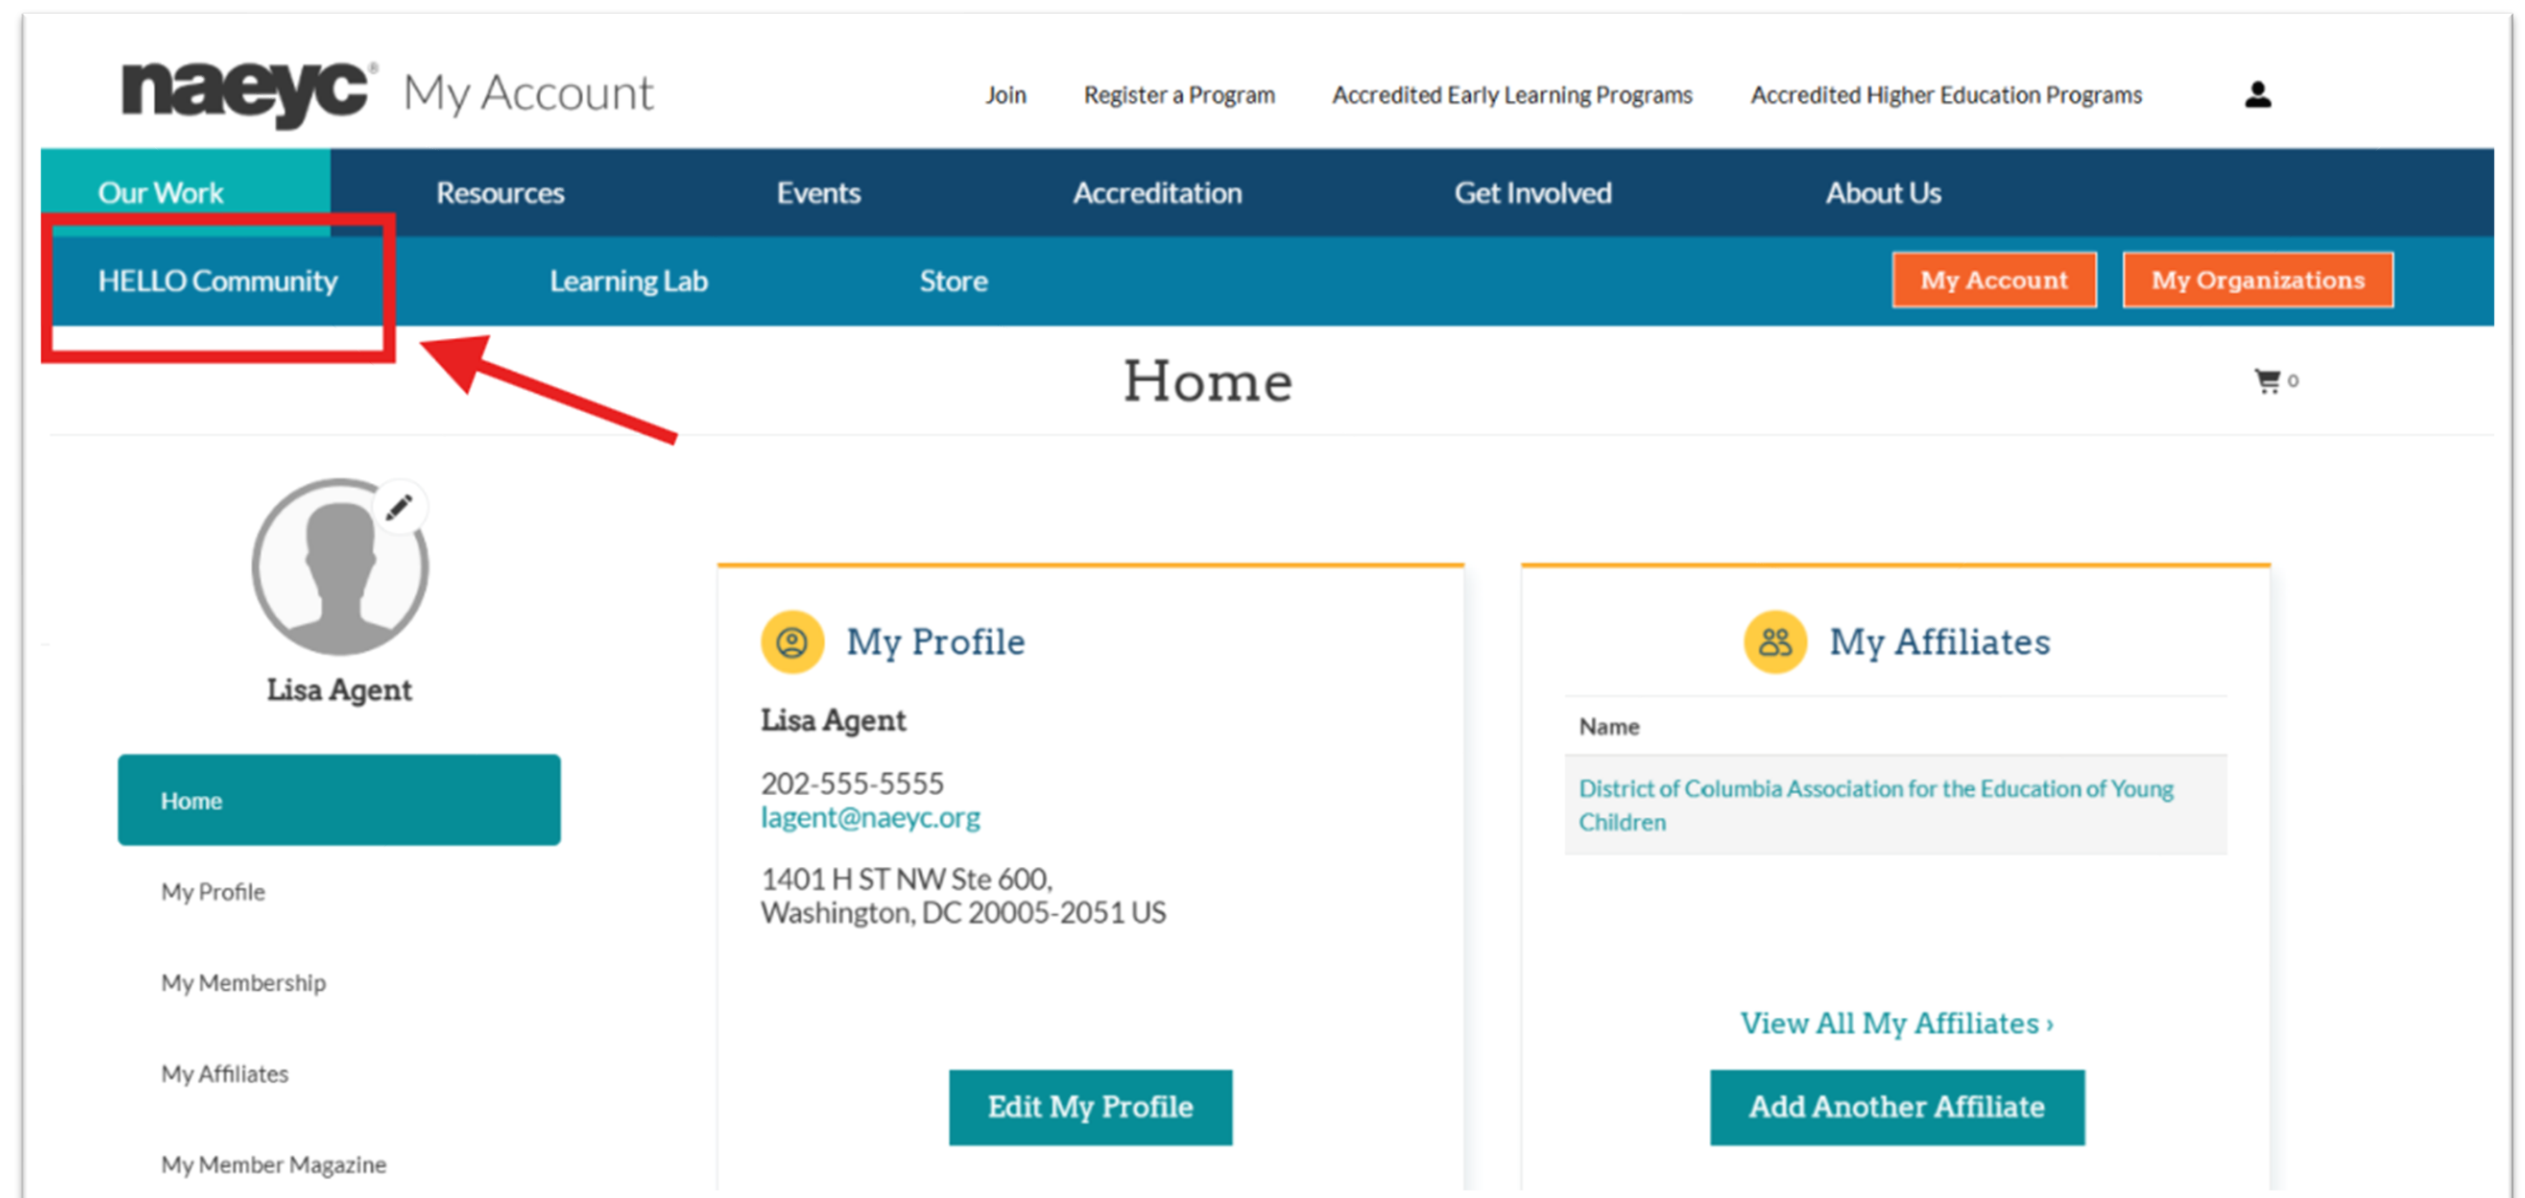 naeyc® My Account
Join Register a Program Accredited Early Learning Programs Accredited Higher Education Programs
Our Work Resources Events Accreditation Get Involved About Us
HELLO Community Learning Lab Store My Account My Organizations
Home
0
Lisa Agent
Home
My Profile
My Membership
My Affiliates
My Member Magazine
My Profile
Lisa Agent
202-555-5555
lagent@naeyc.org
1401 H ST NW Ste 600,
Washington, DC 20005-2051 US
Edit My Profile
My Affiliates
Name
District of Columbia Association for the Education of Young
Children
View All My Affiliates ›
Add Another Affiliate